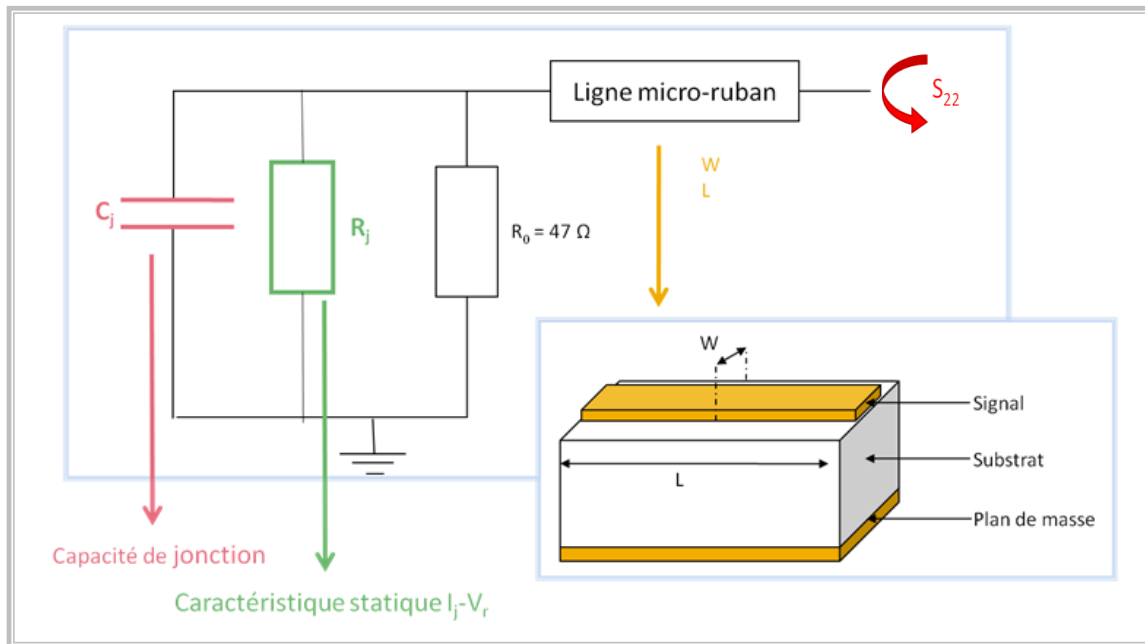 Ligne micro-ruban
S22
W
L
Cj
Rj
R0 = 47 Ω
W
Signal
Substrat
L
Plan de masse
Capacité de jonction
Caractéristique statique Ij-Vr